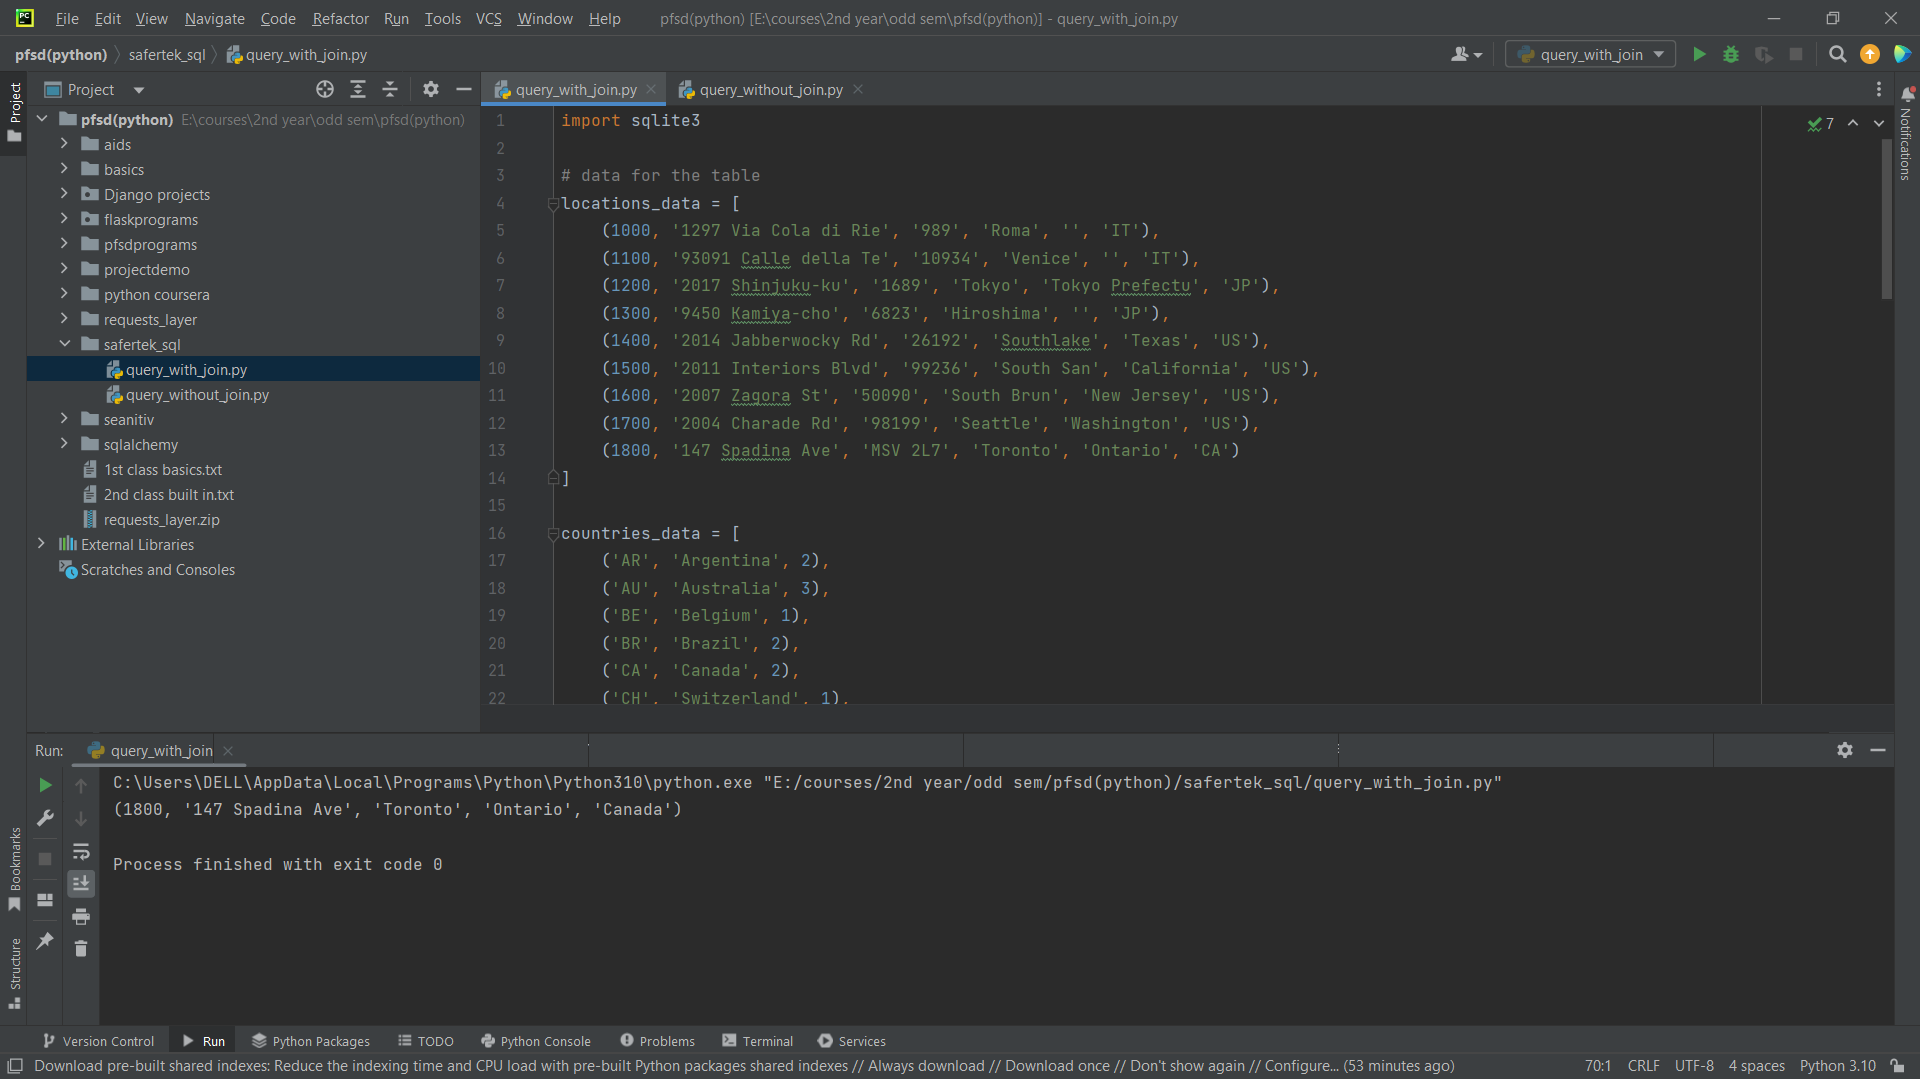 PC File Edit View Navigate Code Refactor Run Tools VCS Window Help pfsd(python) [E:\courses\2nd year\odd sem\pfsd(python)] - query_with_join.py
pfsd(python) safertek_sql query_with_join.py query_with_join
Project
Project
query_with_join.py query_without_join.py
Notifications
pfsd(python) E:\courses\2nd year\odd sem\pfsd(python)
aids
basics
Django projects
flaskprograms
pfsdprograms
projectdemo
python coursera
requests_layer
safertek_sql
query_with_join.py
query_without_join.py
seanitiv
sqlalchemy
1st class basics.txt
2nd class built in.txt
requests_layer.zip
External Libraries
Scratches and Consoles
7
1 import sqlite3
2
3 # data for the table
4 locations_data = [
5 (1000, '1297 Via Cola di Rie', '989', 'Roma', '', 'IT'),
6 (1100, '93091 Calle della Te', '10934', 'Venice', '', 'IT'),
7 (1200, '2017 Shinjuku-ku', '1689', 'Tokyo', 'Tokyo Prefectu', 'JP'),
8 (1300, '9450 Kamiya-cho', '6823', 'Hiroshima', '', 'JP'),
9 (1400, '2014 Jabberwocky Rd', '26192', 'Southlake', 'Texas', 'US'),
10 (1500, '2011 Interiors Blvd', '99236', 'South San', 'California', 'US'),
11 (1600, '2007 Zagora St', '50090', 'South Brun', 'New Jersey', 'US'),
12 (1700, '2004 Charade Rd', '98199', 'Seattle', 'Washington', 'US'),
13 (1800, '147 Spadina Ave', 'MSV 2L7', 'Toronto', 'Ontario', 'CA')
14 ]
15
16 countries_data = [
17 ('AR', 'Argentina', 2),
18 ('AU', 'Australia', 3),
19 ('BE', 'Belgium', 1),
20 ('BR', 'Brazil', 2),
21 ('CA', 'Canada', 2),
22 ('CH', 'Switzerland', 1),
Run: query_with_join
C:\Users\DELL\AppData\Local\Programs\Python\Python310\python.exe "E:/courses/2nd year/odd sem/pfsd(python)/safertek_sql/query_with_join.py"
(1800, '147 Spadina Ave', 'Toronto', 'Ontario', 'Canada')
Process finished with exit code 0
Bookmarks
Structure
Version Control Run Python Packages TODO Python Console Problems Terminal Services
Download pre-built shared indexes: Reduce the indexing time and CPU load with pre-built Python packages shared indexes // Always download // Download once // Don't show again // Configure... (53 minutes ago) 70:1 CRLF UTF-8 4 spaces Python 3.10